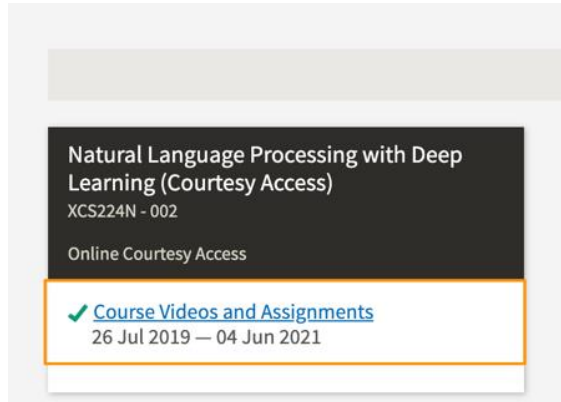 Natural Language Processing with Deep
Learning (Courtesy Access)
XCS224N - 002
Online Courtesy Access
Course Videos and Assignments
26 Jul 2019 — 04 Jun 2021